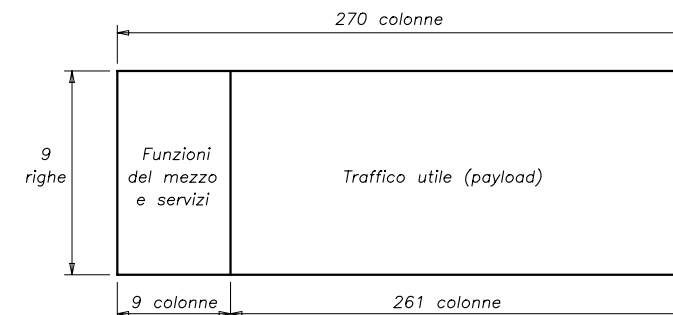 270 colonne
9
righe
Funzioni
del mezzo
e servizi
Traffico utile (payload)
9 colonne
261 colonne